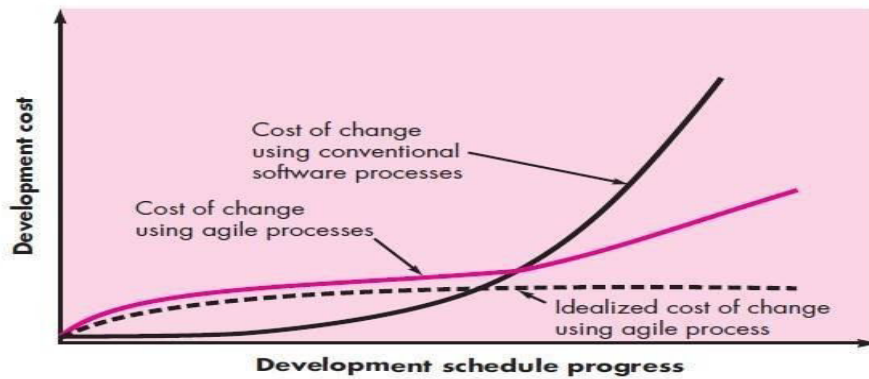 Development cost
Cost of change
using conventional
software processes
Cost of change
using agile processes
Idealized cost of change
using agile process
Development schedule progress